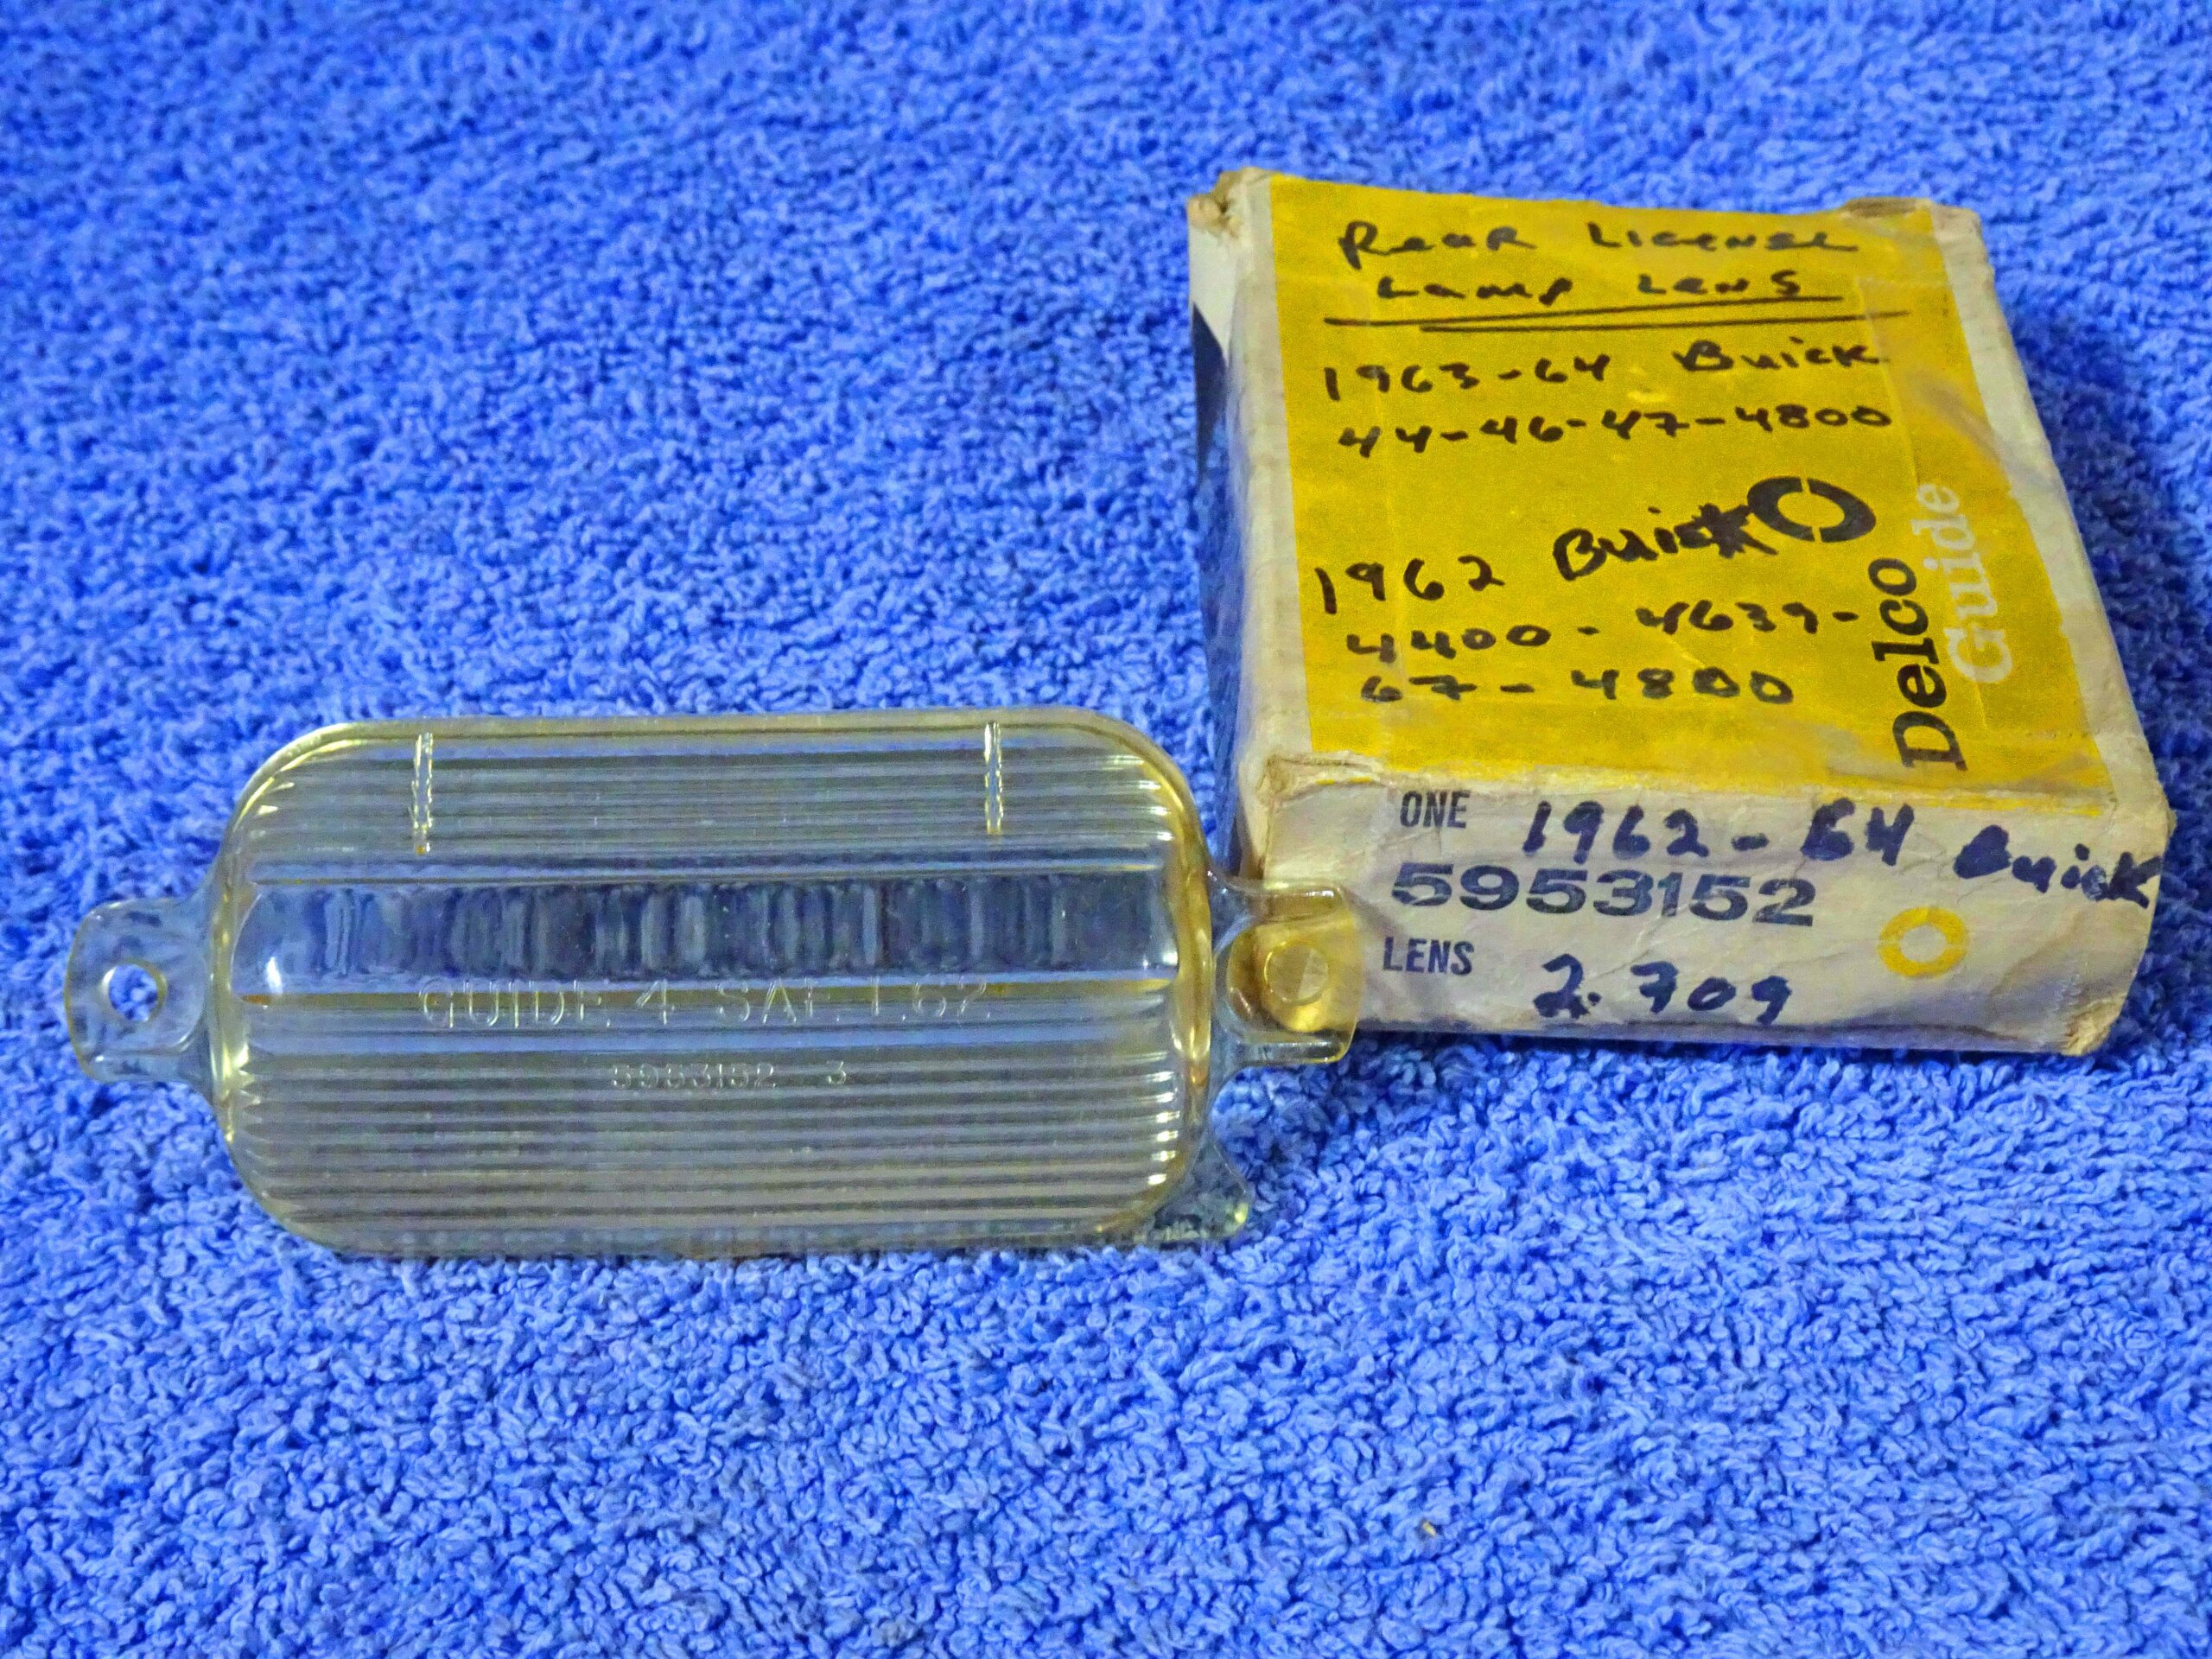 Rear License
Lamp Lens
1963-64 Buick
44-46-47-4800
1962 Buick
4400-4639-
67-4800
Delco
Guide
ONE 1962-64 Buick
5953152
LENS 2.709
GUIDE 4 SAE L 62
5953152 3